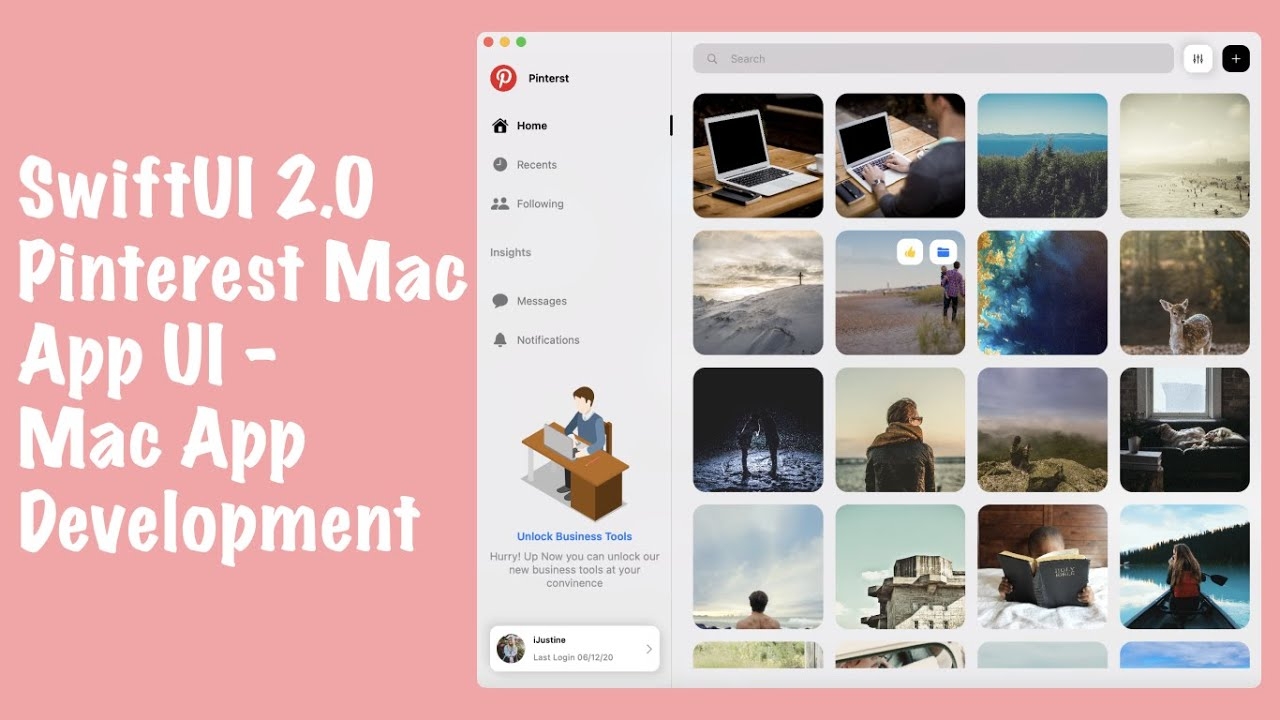 SwiftUI 2.0
Pinterest Mac
App UI -
Mac App
Development
Pinterst
Home
Recents
Following
Insights
Messages
Notifications
Unlock Business Tools
Hurry! Up Now you can unlock our
new business tools at your
convinence
iJustine
Last Login 06/12/20
Search
HOLY
BIBLE